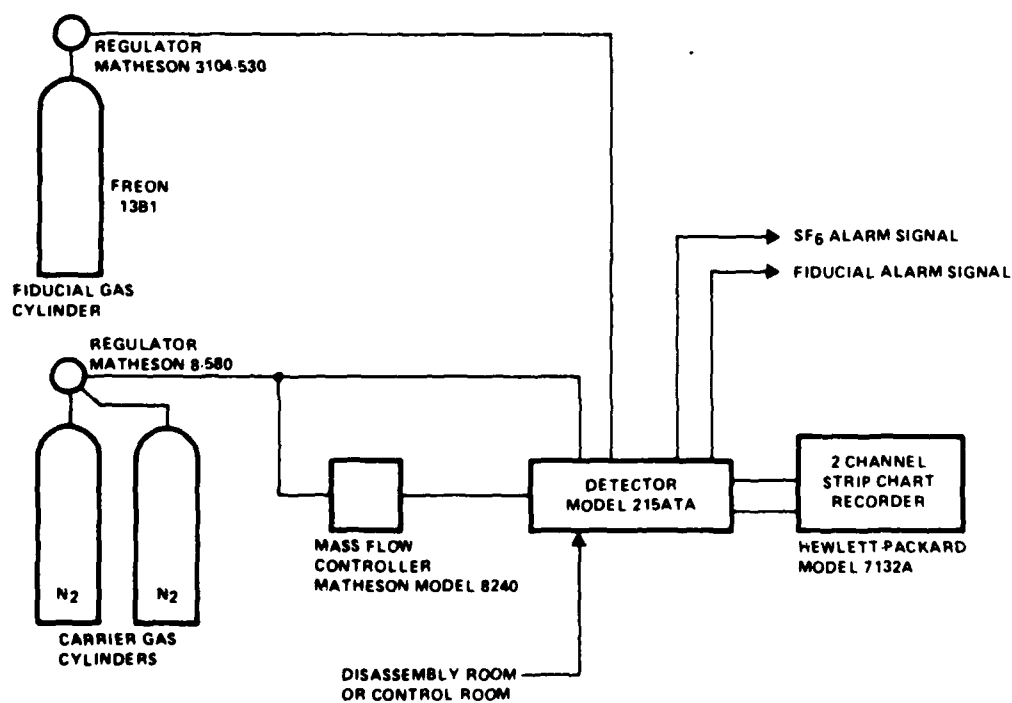 REGULATOR
MATHESON 3104-530
FREON
13B1
FIDUCIAL GAS
CYLINDER
SF6 ALARM SIGNAL
FIDUCIAL ALARM SIGNAL
REGULATOR
MATHESON 8-580
N2
N2
CARRIER GAS
CYLINDERS
MASS FLOW
CONTROLLER
MATHESON MODEL 8240
DETECTOR
MODEL 215ATA
2 CHANNEL
STRIP CHART
RECORDER
HEWLETT-PACKARD
MODEL 7132A
DISASSEMBLY ROOM
OR CONTROL ROOM